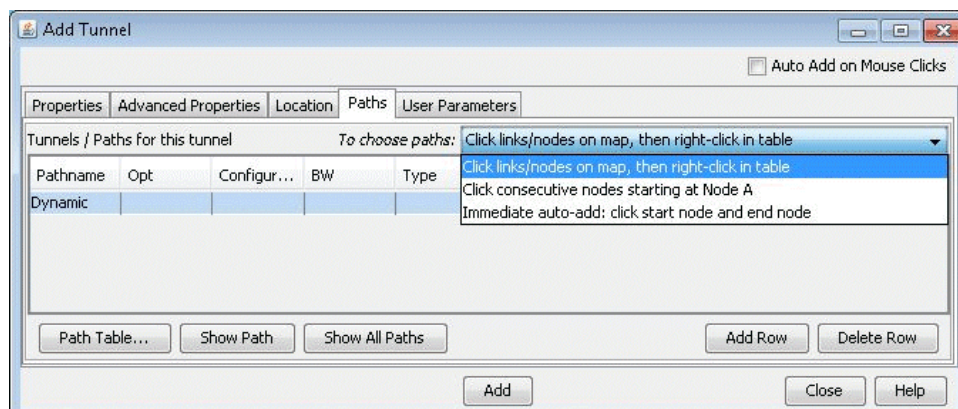 Add Tunnel
Auto Add on Mouse Clicks
Properties Advanced Properties Location Paths User Parameters
Tunnels / Paths for this tunnel To choose paths: Click links/nodes on map, then right-click in table
Click links/nodes on map, then right-click in table
Click consecutive nodes starting at Node A
Immediate auto-add: click start node and end node
Pathname Opt Configur... BW Type
Dynamic
Path Table... Show Path Show All Paths Add Row Delete Row
Add Close Help